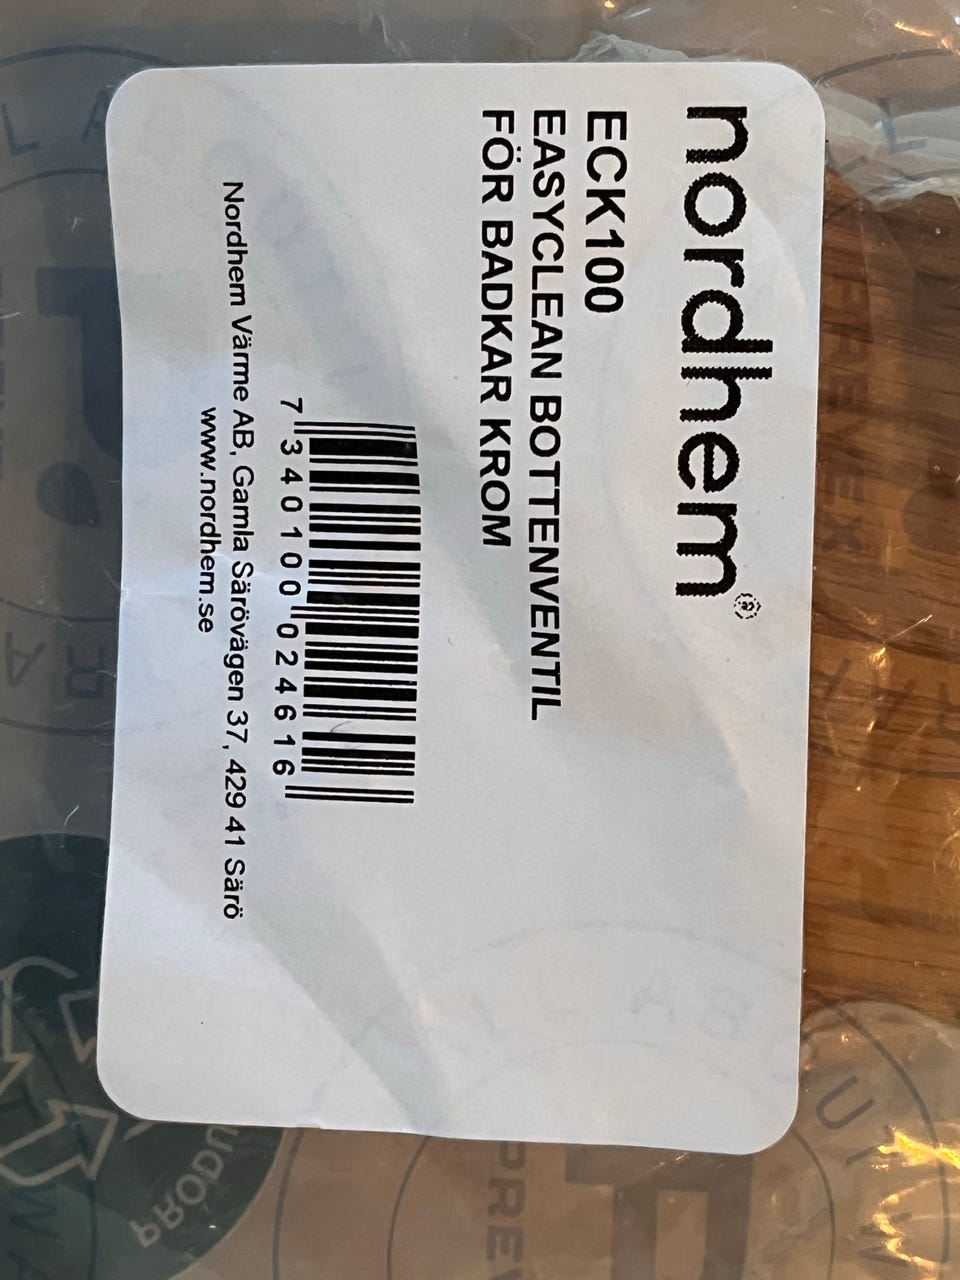 nordhem®
ECK100
EASYCLEAN BOTTENVENTIL
FÖR BADKAR KROM
7 340100 024616
Nordhem Värme AB, Gamla Särövägen 37, 429 41 Särö
www.nordhem.se